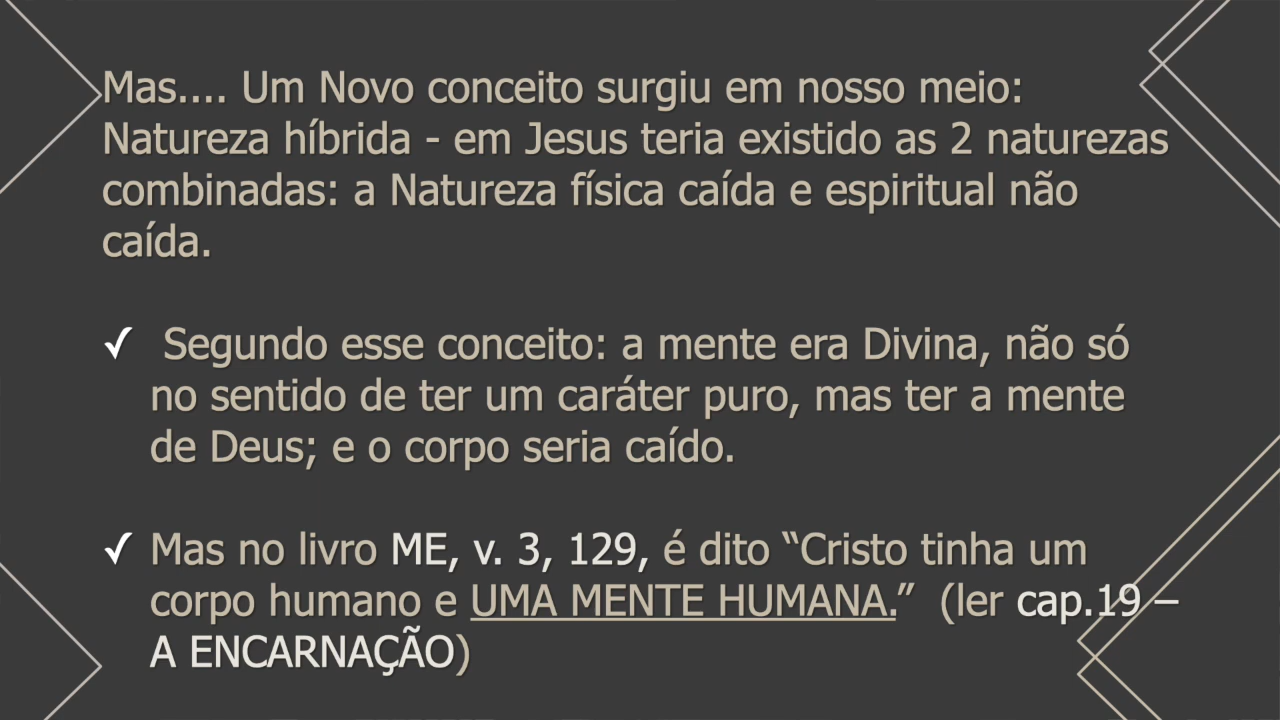 Mas.... Um Novo conceito surgiu em nosso meio:
Natureza híbrida - em Jesus teria existido as 2 naturezas
combinadas: a Natureza física caída e espiritual não
caída.
✓ Segundo esse conceito: a mente era Divina, não só
no sentido de ter um caráter puro, mas ter a mente
de Deus; e o corpo seria caído.
✓ Mas no livro ME, v. 3, 129, é dito “Cristo tinha um
corpo humano e UMA MENTE HUMANA.” (ler cap.19 –
A ENCARNAÇÃO)